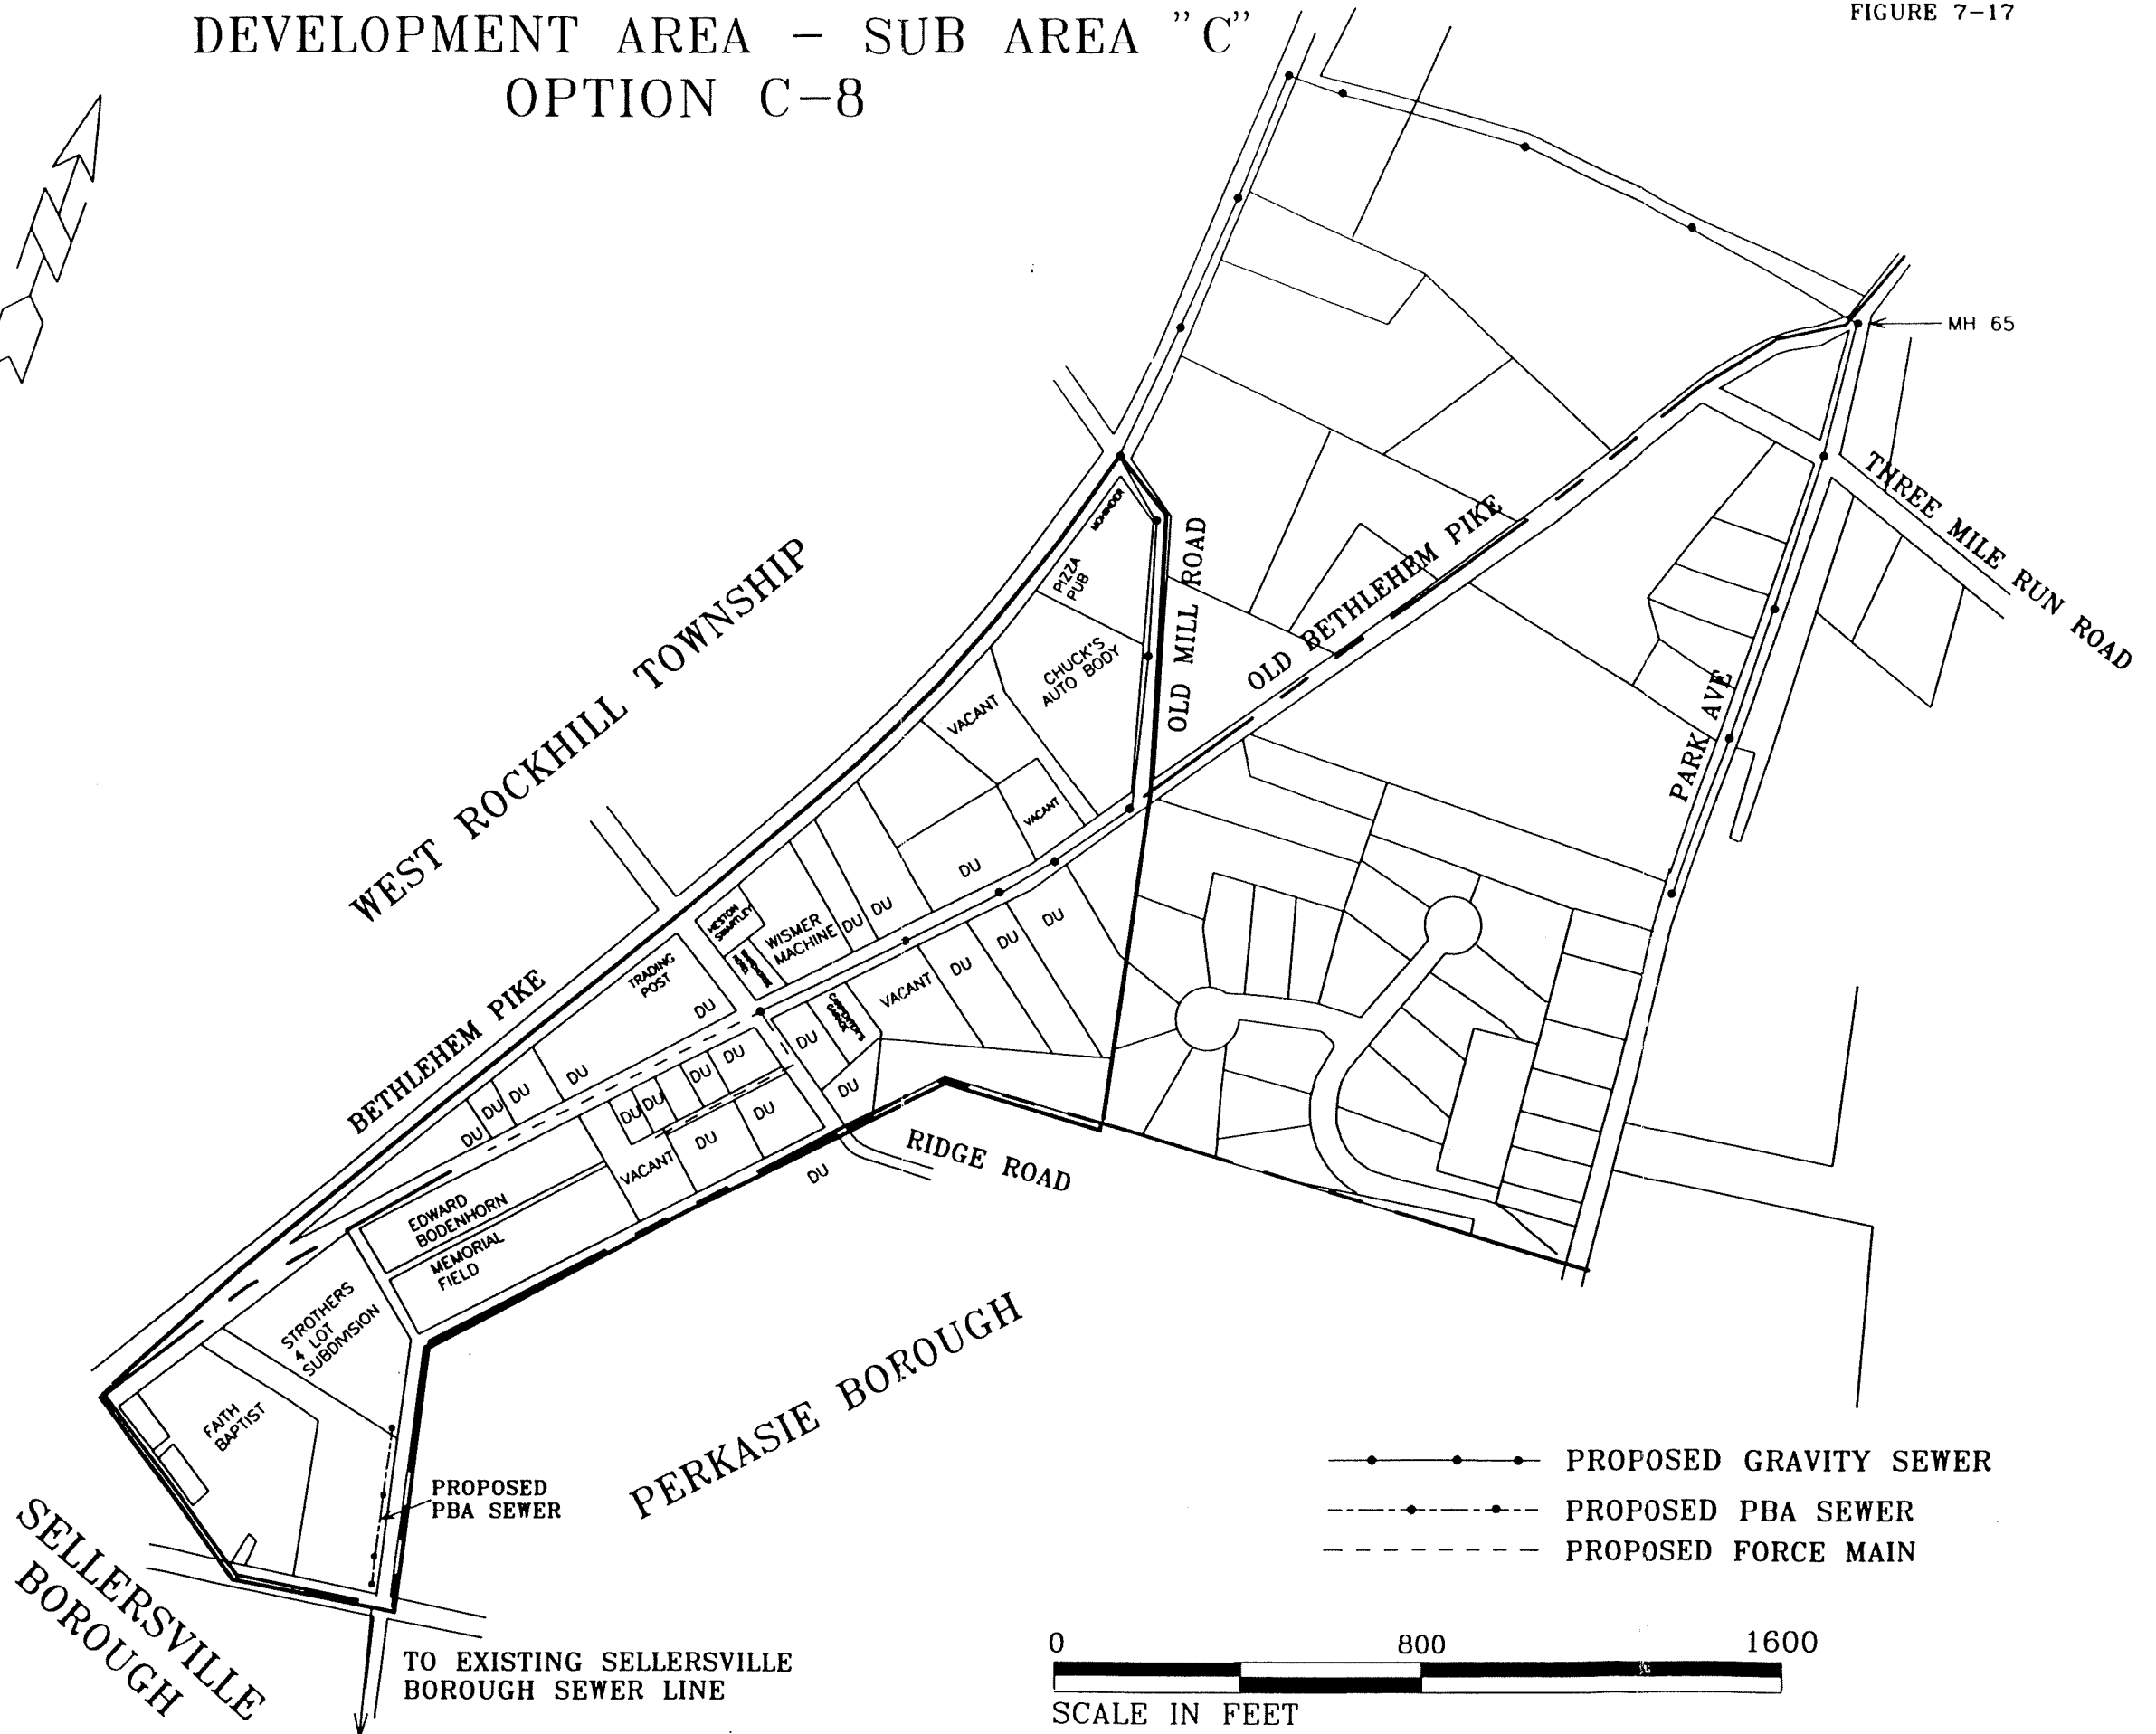 FIGURE 7-17
DEVELOPMENT AREA - SUB AREA "C"
OPTION C-8
MH 65
THREE MILE RUN ROAD
OLD BETHLEHEM PIKE
OLD MILL ROAD
PARK AVE
WEST ROCKHILL TOWNSHIP
PIZZA
PUB
CHUCK'S
AUTO BODY
VACANT
VACANT
DU
DU
DU
WISMER
MACHINE
TRADING
POST
DU
BETHLEHEM PIKE
DU
DU
DU
DU
DU
DU
VACANT
DU
DU
DU
DU
DU
DU
DU
DU
DU
VACANT
DU
DU
RIDGE ROAD
EDWARD
BODENHORN
MEMORIAL
FIELD
STROTHERS
4 LOT
SUBDIVISION
FAITH
BAPTIST
PROPOSED
PBA SEWER
PERKASIE BOROUGH
SELLERSVILLE
BOROUGH
TO EXISTING SELLERSVILLE
BOROUGH SEWER LINE
PROPOSED GRAVITY SEWER
PROPOSED PBA SEWER
PROPOSED FORCE MAIN
0 800 1600
SCALE IN FEET